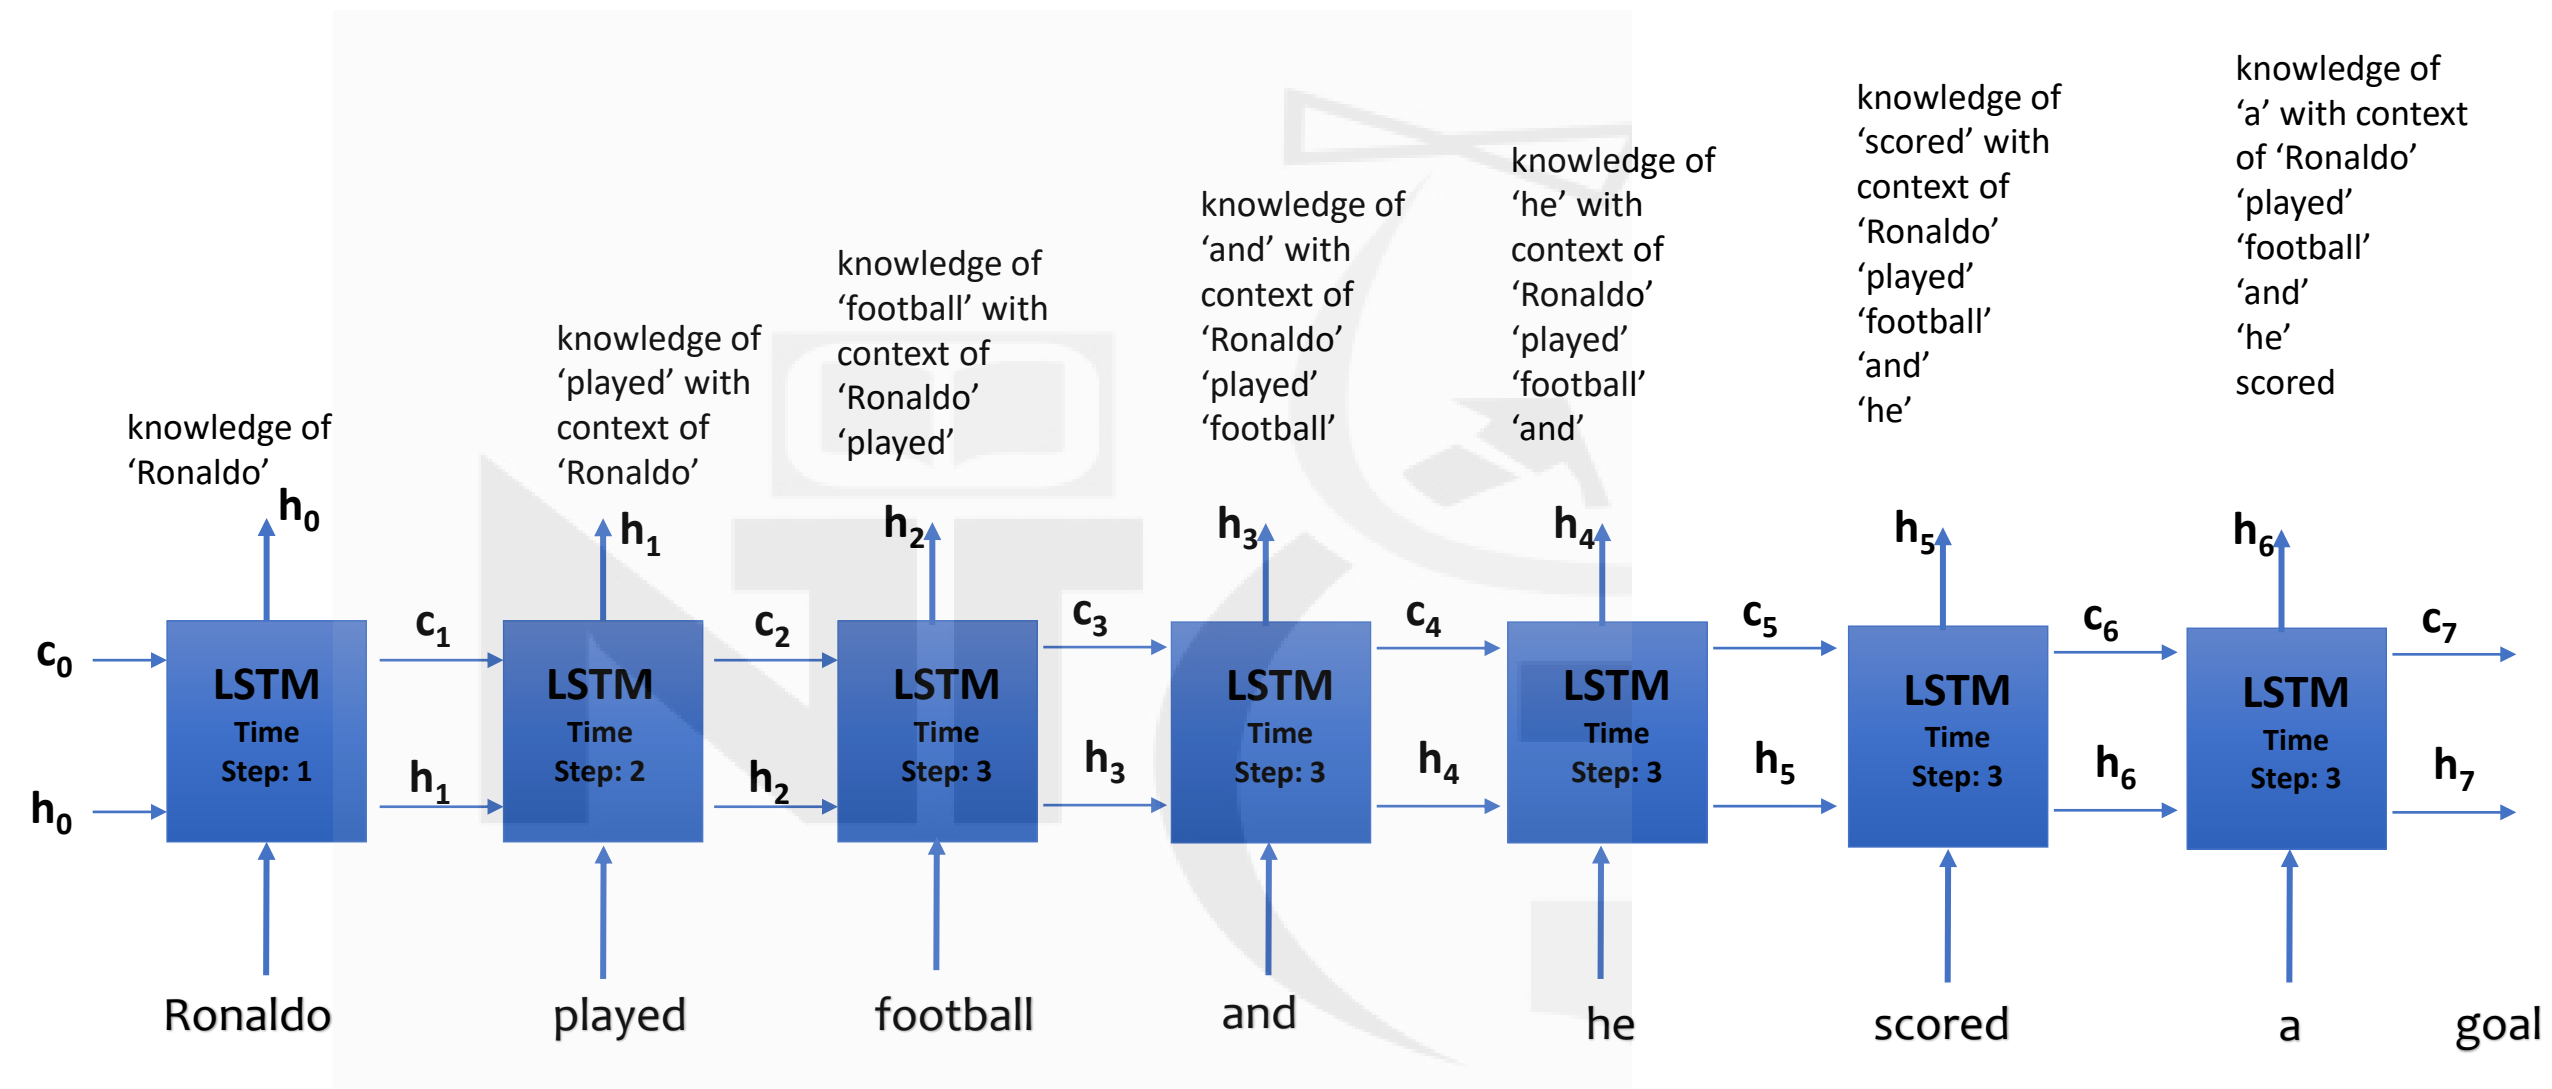 knowledge of
'Ronaldo'
h0
knowledge of
‘played’ with
context of
‘Ronaldo’
h1
knowledge of
‘football’ with
context of
‘Ronaldo’
‘played’
h2
knowledge of
‘and’ with
context of
‘Ronaldo’
‘played’
‘football’
h3
knowledge of
‘he’ with
context of
‘Ronaldo’
‘played’
‘football’
‘and’
h4
knowledge of
‘scored’ with
context of
‘Ronaldo’
‘played’
‘football’
‘and’
‘he’
h5
knowledge of
‘a’ with context
of ‘Ronaldo’
‘played’
‘football’
‘and’
‘he’
scored
h6
c0
h0
LSTM
Time
Step: 1
c1
h1
LSTM
Time
Step: 2
c2
h2
LSTM
Time
Step: 3
c3
h3
LSTM
Time
Step: 3
c4
h4
LSTM
Time
Step: 3
c5
h5
LSTM
Time
Step: 3
c6
h6
LSTM
Time
Step: 3
c7
h7
Ronaldo
played
football
and
he
scored
a
goal